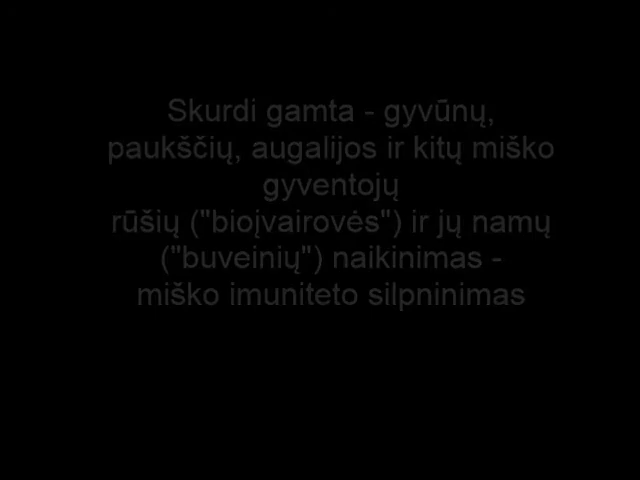 Skurdi gamta - gyvūnų,
paukščių, augalijos ir kitų miško
gyventojų
rūšių ("bioįvairovės") ir jų namų
("buveinių") naikinimas -
miško imuniteto silpninimas